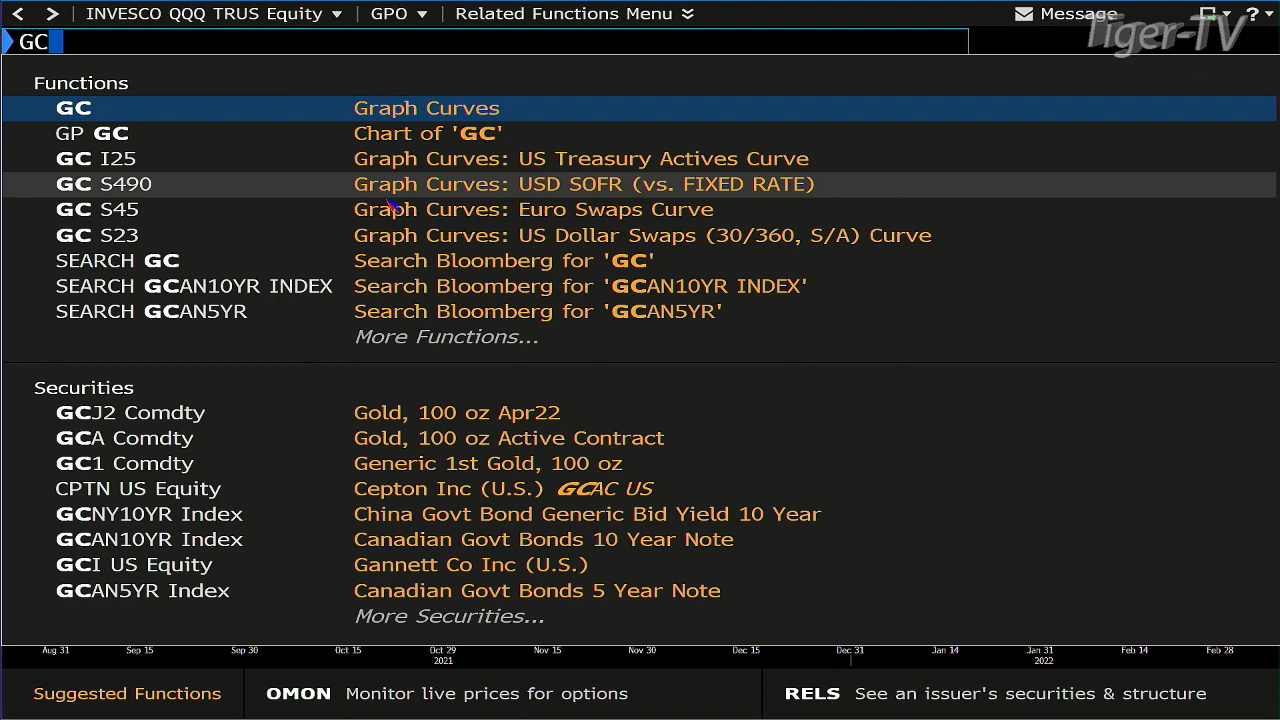 < > INVESCO QQQ TRUS Equity GPO Related Functions Menu Message ?
Tiger-TV
GC
Functions
GC Graph Curves
GP GC Chart of 'GC'
GC I25 Graph Curves: US Treasury Actives Curve
GC S490 Graph Curves: USD SOFR (vs. FIXED RATE)
GC S45 Graph Curves: Euro Swaps Curve
GC S23 Graph Curves: US Dollar Swaps (30/360, S/A) Curve
SEARCH GC Search Bloomberg for 'GC'
SEARCH GCAN10YR INDEX Search Bloomberg for 'GCAN10YR INDEX'
SEARCH GCAN5YR Search Bloomberg for 'GCAN5YR'
More Functions...
Securities
GCJ2 Comdty Gold, 100 oz Apr22
GCA Comdty Gold, 100 oz Active Contract
GC1 Comdty Generic 1st Gold, 100 oz
CPTN US Equity Cepton Inc (U.S.) GCAC US
GCNY10YR Index China Govt Bond Generic Bid Yield 10 Year
GCAN10YR Index Canadian Govt Bonds 10 Year Note
GCI US Equity Gannett Co Inc (U.S.)
GCAN5YR Index Canadian Govt Bonds 5 Year Note
More Securities...
Aug 31 Sep 15 Sep 30 Oct 15 Oct 29 Nov 15 Nov 30 Dec 15 Dec 31 Jan 14 Jan 31 Feb 14 Feb 28
2021 2022
Suggested Functions OMON Monitor live prices for options RELS See an issuer's securities & structure